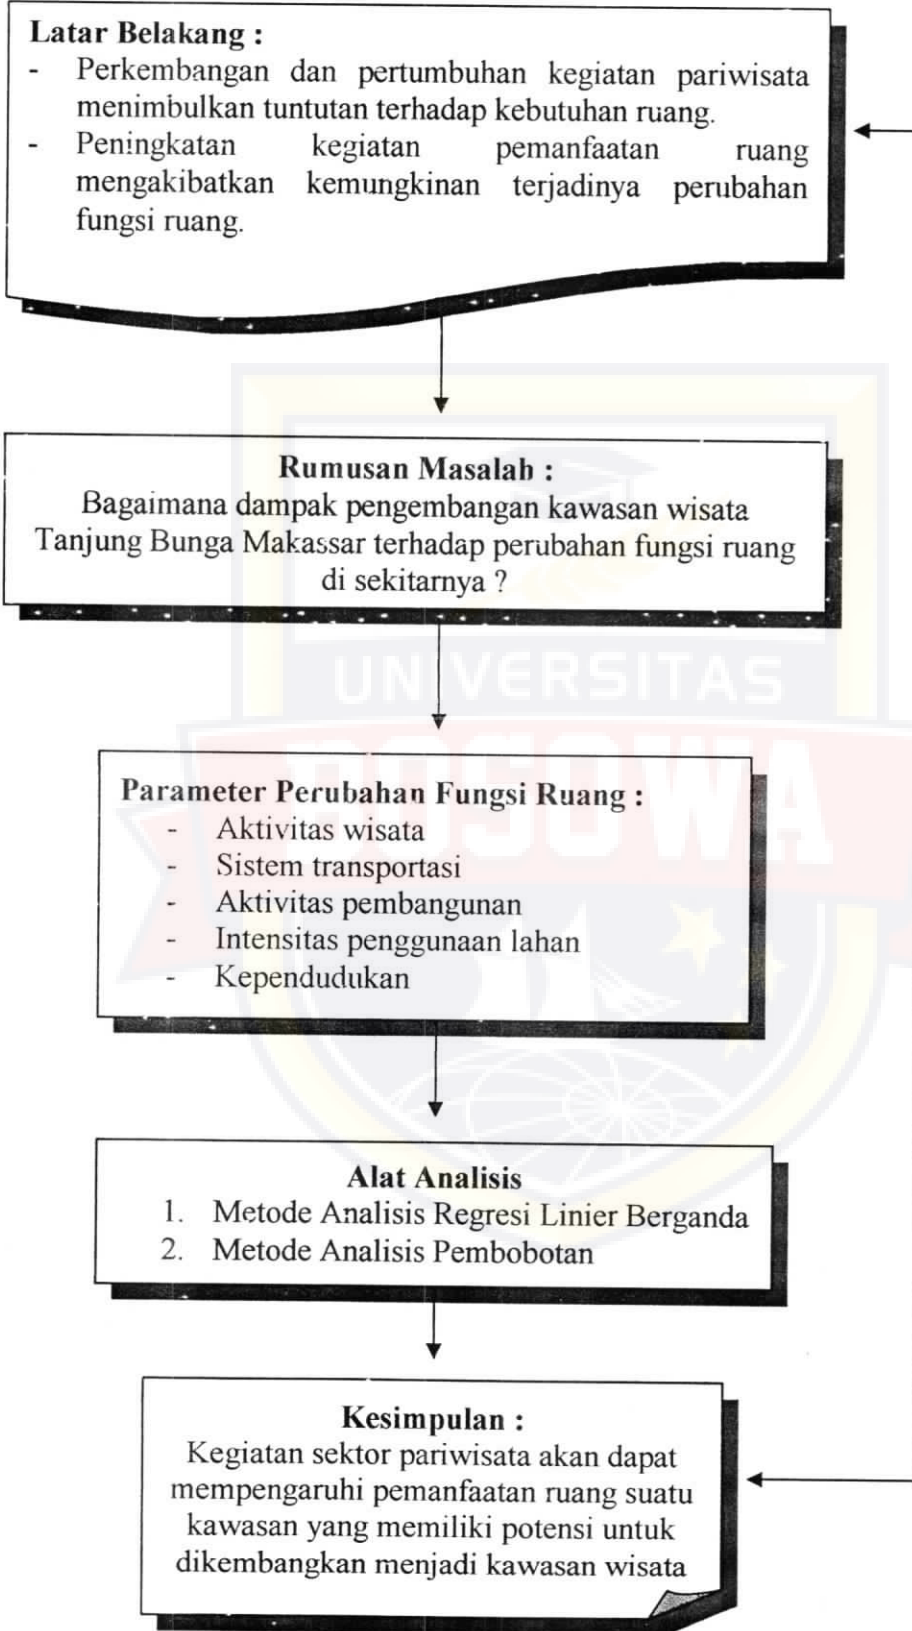 Latar Belakang :
- Perkembangan dan pertumbuhan kegiatan pariwisata
menimbulkan tuntutan terhadap kebutuhan ruang.
- Peningkatan kegiatan pemanfaatan ruang
mengakibatkan kemungkinan terjadinya perubahan
fungsi ruang.
Rumusan Masalah :
Bagaimana dampak pengembangan kawasan wisata
Tanjung Bunga Makassar terhadap perubahan fungsi ruang
di sekitarnya ?
UNIVERSITAS
BOSOWA
Parameter Perubahan Fungsi Ruang :
- Aktivitas wisata
- Sistem transportasi
- Aktivitas pembangunan
- Intensitas penggunaan lahan
- Kependudukan
Alat Analisis
1. Metode Analisis Regresi Linier Berganda
2. Metode Analisis Pembobotan
Kesimpulan :
Kegiatan sektor pariwisata akan dapat
mempengaruhi pemanfaatan ruang suatu
kawasan yang memiliki potensi untuk
dikembangkan menjadi kawasan wisata